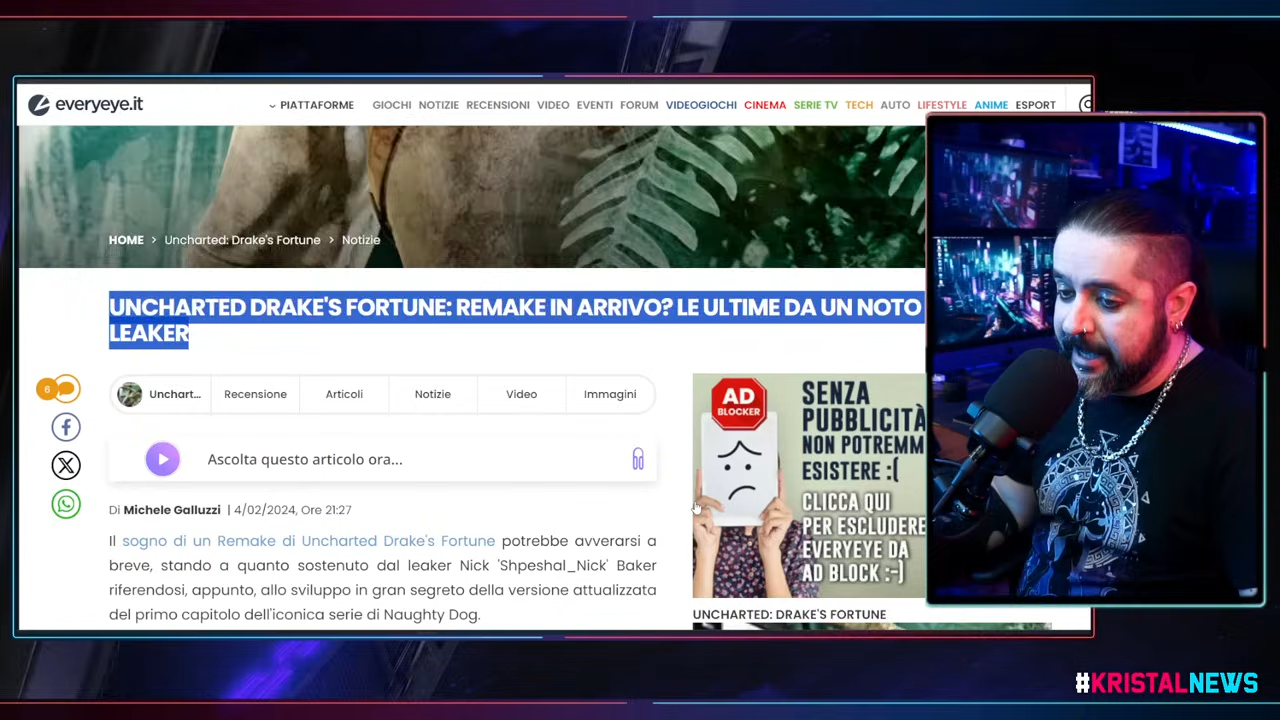 everyeye.it
PIATTAFORME GIOCHI NOTIZIE RECENSIONI VIDEO EVENTI FORUM VIDEOGIOCHI CINEMA SERIE TV TECH AUTO LIFESTYLE ANIME ESPORT
HOME > Uncharted: Drake's Fortune > Notizie
UNCHARTED DRAKE'S FORTUNE: REMAKE IN ARRIVO? LE ULTIME DA UN NOTO
LEAKER
6
Unchart... Recensione Articoli Notizie Video Immagini
Ascolta questo articolo ora...
Di Michele Galluzzi | 4/02/2024, Ore 21:27
Il sogno di un Remake di Uncharted Drake's Fortune potrebbe avverarsi a
breve, stando a quanto sostenuto dal leaker Nick 'Shpeshal_Nick' Baker
riferendosi, appunto, allo sviluppo in gran segreto della versione attualizzata
del primo capitolo dell'iconica serie di Naughty Dog.
AD
BLOCKER
SENZA
PUBBLICITÀ
NON POTREMM
ESISTERE :(
CLICCA QUI
PER ESCLUDERE
EVERYEYE DA
AD BLOCK :-)
UNCHARTED: DRAKE'S FORTUNE
#KRISTALNEWS